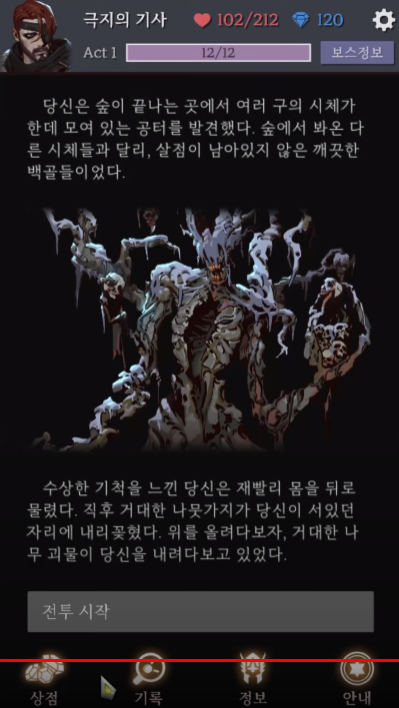 극지의 기사 102/212 120
Act 1 12/12 보스정보
당신은 숲이 끝나는 곳에서 여러 구의 시체가
한데 모여 있는 공터를 발견했다. 숲에서 봐온 다
른 시체들과 달리, 살점이 남아있지 않은 깨끗한
백골들이었다.
수상한 기척을 느낀 당신은 재빨리 몸을 뒤로
물렸다. 직후 거대한 나뭇가지가 당신이 서있던
자리에 내리꽂혔다. 위를 올려다보자, 거대한 나
무 괴물이 당신을 내려다보고 있었다.
전투 시작
상점 기록 정보 안내